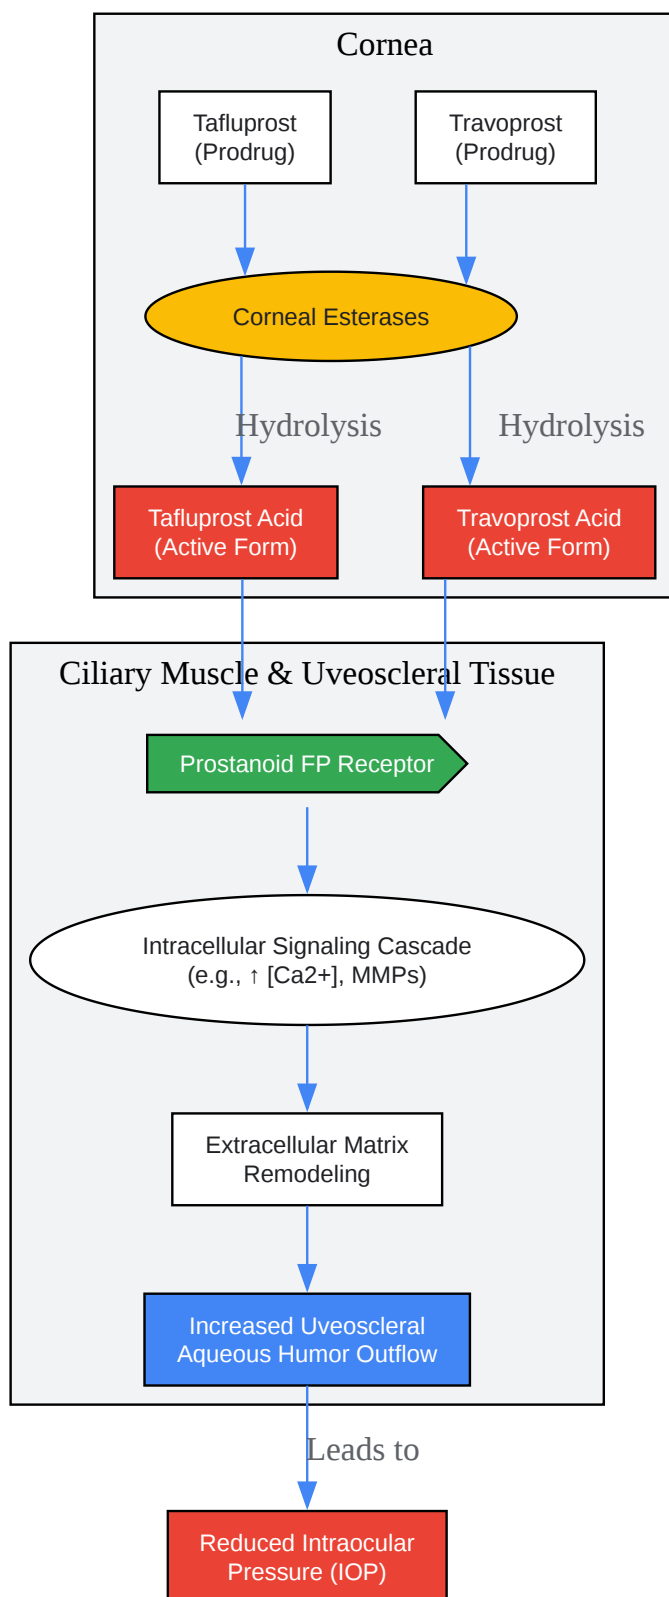 Cornea
Tafluprost
(Prodrug)
Travoprost
(Prodrug)
Corneal Esterases
Hydrolysis
Hydrolysis
Tafluprost Acid
(Active Form)
Travoprost Acid
(Active Form)
Ciliary Muscle & Uveoscleral Tissue
Prostanoid FP Receptor
Intracellular Signaling Cascade
(e.g., ↑ [Ca2+], MMPs)
Extracellular Matrix
Remodeling
Increased Uveoscleral
Aqueous Humor Outflow
Leads to
Reduced Intraocular
Pressure (IOP)